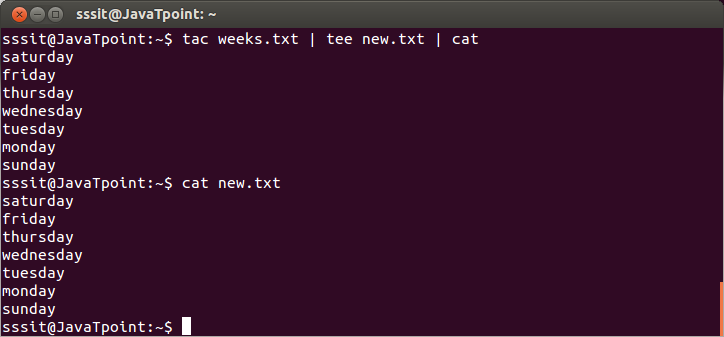 sssit@JavaTpoint: ~
sssit@JavaTpoint:~$ tac weeks.txt | tee new.txt | cat
saturday
friday
thursday
wednesday
tuesday
monday
sunday
sssit@JavaTpoint:~$ cat new.txt
saturday
friday
thursday
wednesday
tuesday
monday
sunday
sssit@JavaTpoint:~$